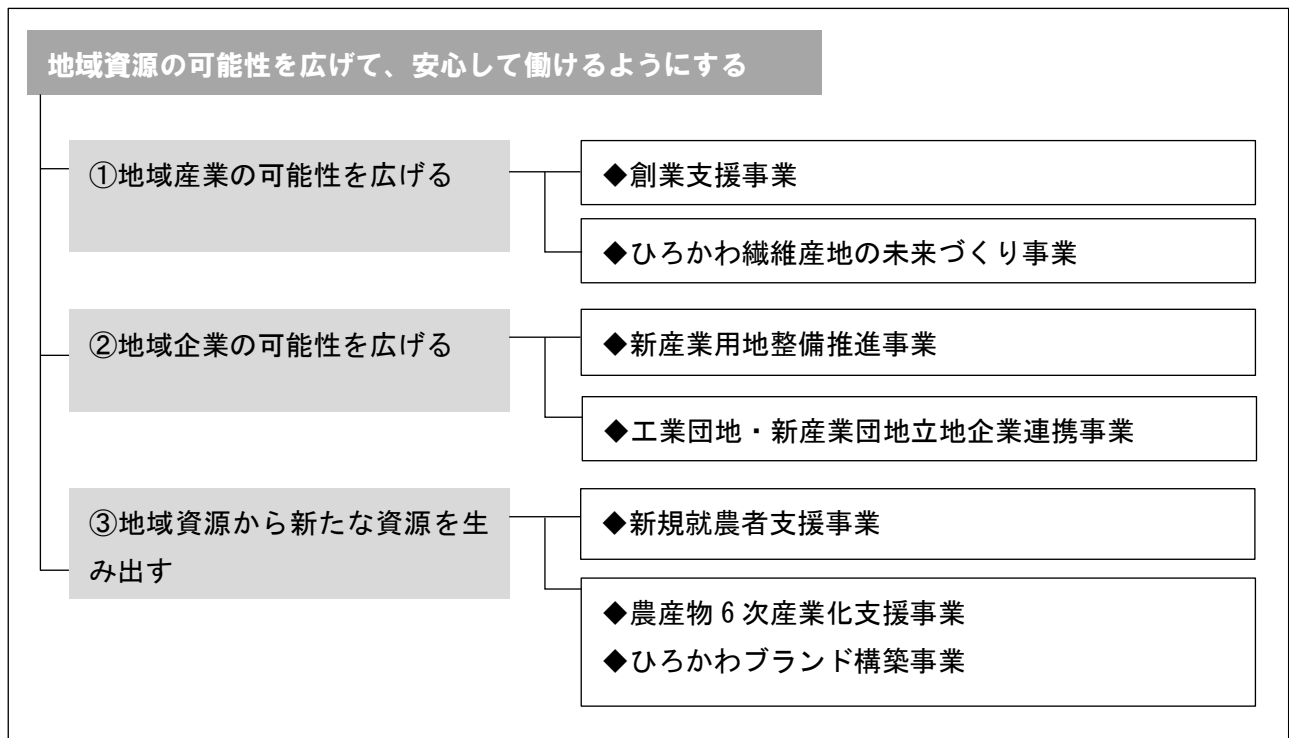 地域資源の可能性を広げて、安心して働けるようにする
①地域産業の可能性を広げる
◆創業支援事業
◆ひろかわ繊維産地の未来づくり事業
②地域企業の可能性を広げる
◆新産業用地整備推進事業
◆工業団地・新産業団地立地企業連携事業
③地域資源から新たな資源を生
み出す
◆新規就農者支援事業
◆農産物６次産業化支援事業
◆ひろかわブランド構築事業